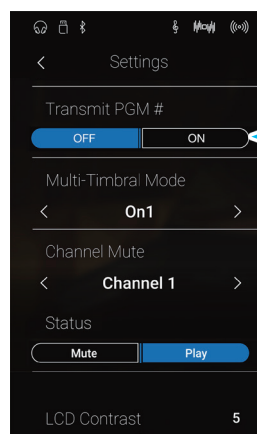 Settings
Transmit PGM #
OFF ON
Multi-Timbral Mode
On1
Channel Mute
Channel 1
Status
Mute Play
LCD Contrast 5